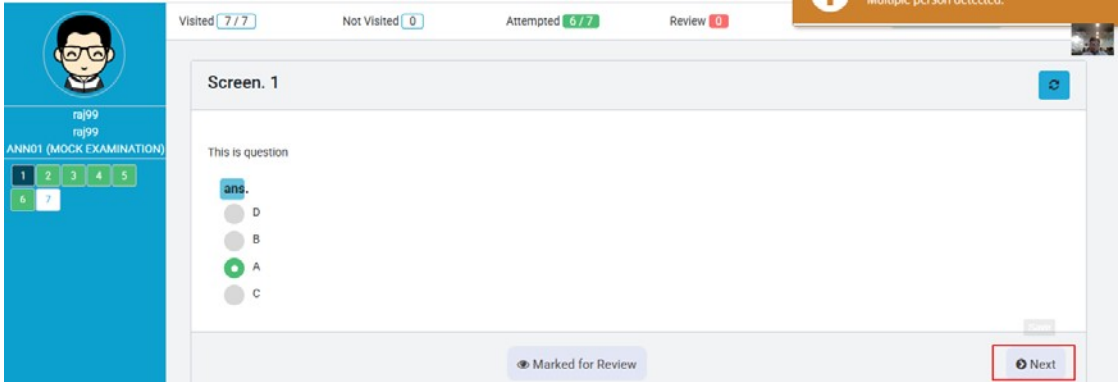 Visited 7 / 7 Not Visited 0 Attempted 6 / 7 Review 0
Multiple person detected.
raj99
raj99
ANN01 (MOCK EXAMINATION)
1 2 3 4 5
6 7
Screen. 1
This is question
ans.
D
B
A
C
Save
Marked for Review
Next